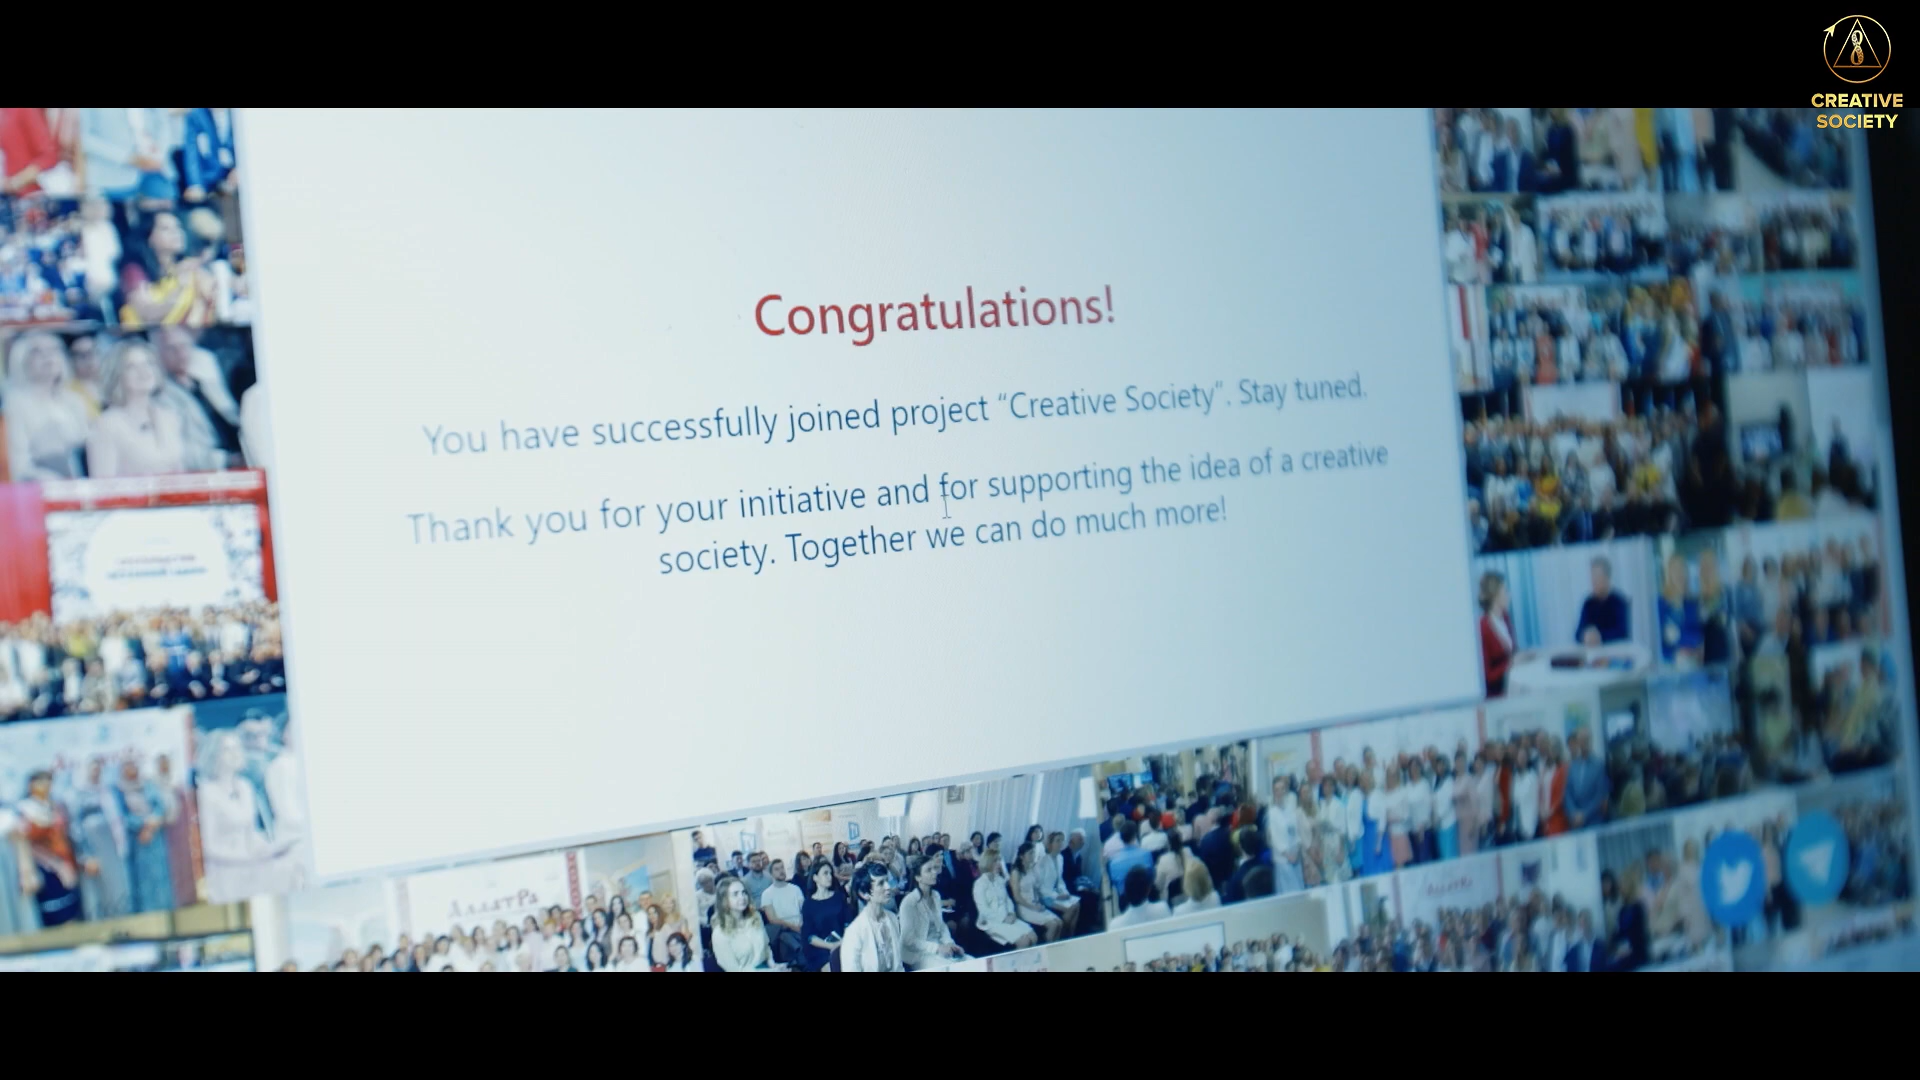 CREATIVE
SOCIETY
Congratulations!
You have successfully joined project “Creative Society”. Stay tuned.
Thank you for your initiative and for supporting the idea of a creative
society. Together we can do much more!
АллатРа